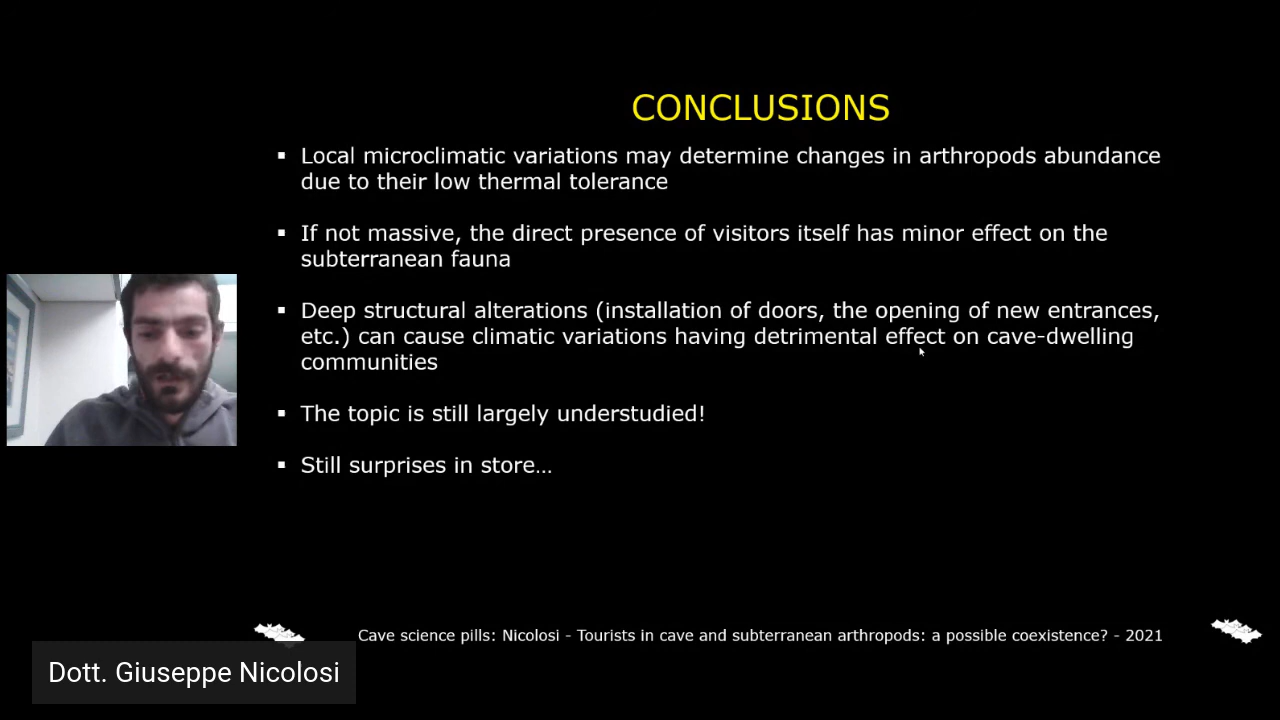 CONCLUSIONS
▪ Local microclimatic variations may determine changes in arthropods abundance
due to their low thermal tolerance
▪ If not massive, the direct presence of visitors itself has minor effect on the
subterranean fauna
▪ Deep structural alterations (installation of doors, the opening of new entrances,
etc.) can cause climatic variations having detrimental effect on cave-dwelling
communities
▪ The topic is still largely understudied!
▪ Still surprises in store…
Cave science pills: Nicolosi - Tourists in cave and subterranean arthropods: a possible coexistence? - 2021
Dott. Giuseppe Nicolosi